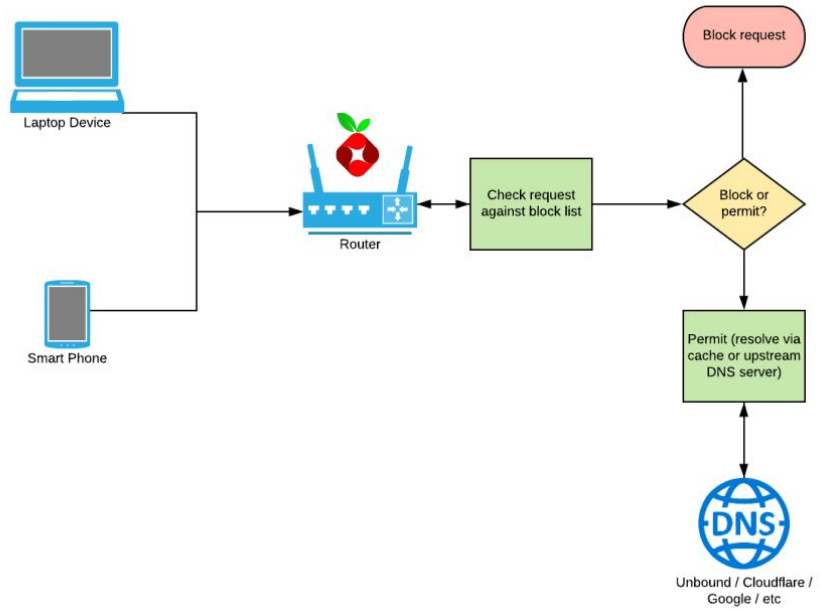 Block request
Laptop Device
Check request
against block list
Block or
permit?
Router
Smart Phone
Permit (resolve via
cache or upstream
DNS server)
DNS
Unbound / Cloudflare /
Google / etc